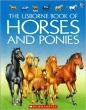 THE USBORNE BOOK OF
HORSES
AND PONIES